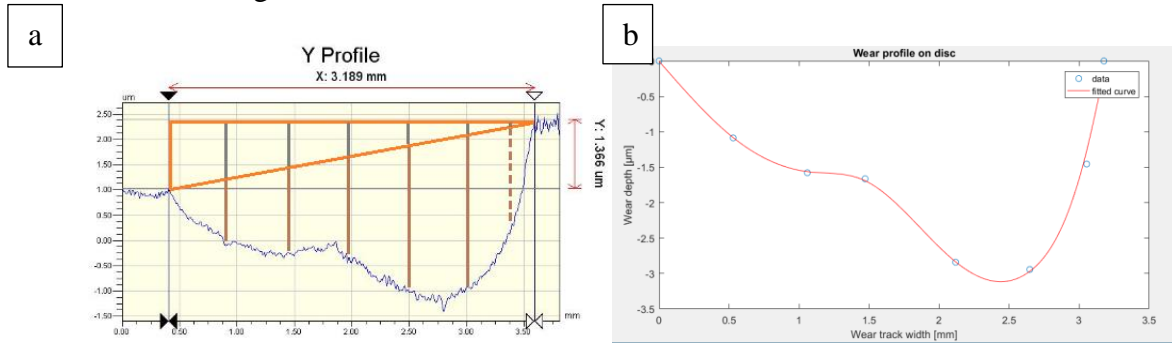 a
Y Profile
X: 3.189 mm
um
2.50
2.00
1.50
1.00
0.50
0.00
-0.50
-1.00
-1.50
0.00
0.50
1.00
1.50
2.00
2.50
3.00
3.50
mm
Y: 1.366 um
b
Wear profile on disc
data
fitted curve
Wear depth [µm]
0
-0.5
-1
-1.5
-2
-2.5
-3
-3.5
0
0.5
1
1.5
2
2.5
3
3.5
Wear track width [mm]